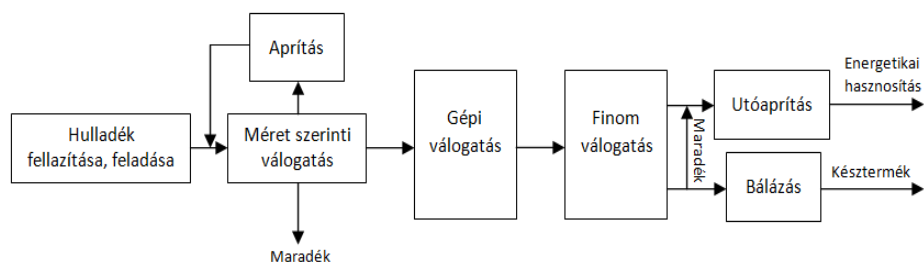 Aprítás
Hulladék
fellazítása, feladása
Méret szerinti
válogatás
Maradék
Gépi
válogatás
Finom
válogatás
Maradék
Utóaprítás
Energetikai
hasznosítás
Bálázás
Késztermék